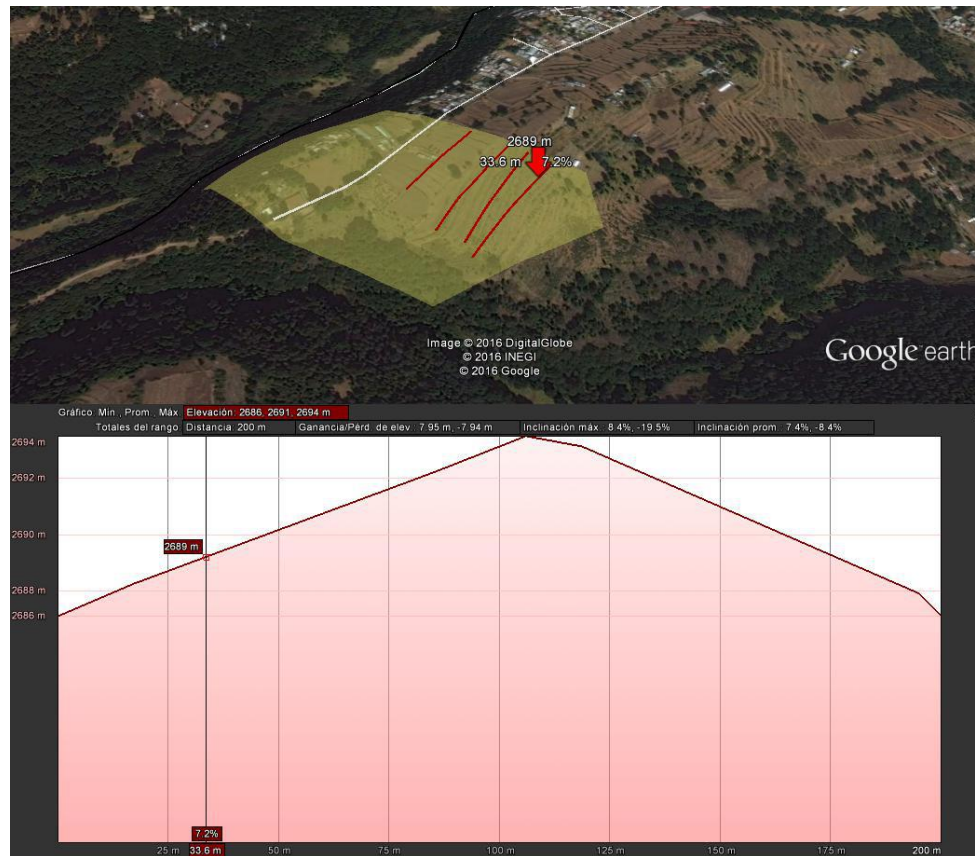 2689 m
33.6 m 7.2%
Image © 2016 DigitalGlobe
© 2016 INEGI
© 2016 Google
Google earth
Gráfico: Mín., Prom., Máx. Elevación: 2686, 2691, 2694 m
Totales del rango: Distancia: 200 m Ganancia/Pérd. de elev.: 7.95 m, -7.94 m Inclinación máx.: 8.4%, -19.5% Inclinación prom.: 7.4%, -8.4%
2694 m
2692 m
2690 m
2689 m
2688 m
2686 m
7.2%
25 m 33.6 m 50 m 75 m 100 m 125 m 150 m 175 m 200 m